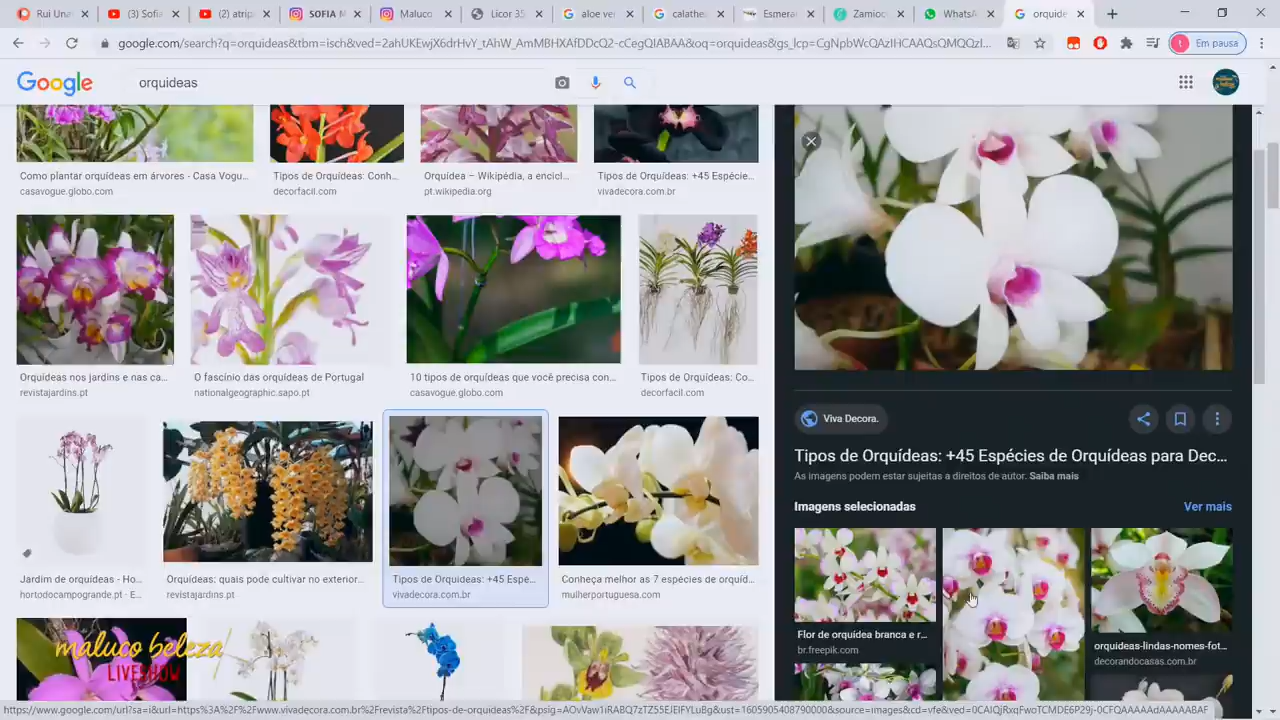 Rui Una
(3) Sofia
(2) atrip
SOFIA M
Maluco
Licor 35
aloe ver
calathea
Esmeral
Zamioc
WhatsA
orquide
google.com/search?q=orquideas&tbm=isch&ved=2ahUKEwjX6drHvY_AhW_AmMBHXAfDDcQ2-cCegQIABAA&oq=orquideas&gs_lcp=CgNpbWcQAzIHCAAQsQMQQzI...
Em pausa
Google
orquideas
Como plantar orquídeas em árvores - Casa Vogu...
casavogue.globo.com
Tipos de Orquídeas: Conh...
decorfacil.com
Orquídea – Wikipédia, a encicl...
pt.wikipedia.org
Tipos de Orquídeas: +45 Espécie...
vivadecora.com.br
Orquídeas nos jardins e nas ca...
revistajardins.pt
O fascínio das orquídeas de Portugal
nationalgeographic.sapo.pt
10 tipos de orquídeas que você precisa con...
casavogue.globo.com
Tipos de Orquídeas: Co...
decorfacil.com
Viva Decora.
Tipos de Orquídeas: +45 Espécies de Orquídeas para Dec...
As imagens podem estar sujeitas a direitos de autor. Saiba mais
Imagens selecionadas
Ver mais
Jardim de orquídeas - Ho...
hortodocampogrande.pt - E...
Orquídeas: quais pode cultivar no exterior...
revistajardins.pt
Tipos de Orquídeas: +45 Espé...
vivadecora.com.br
Conheça melhor as 7 espécies de orquíd...
mulherportuguesa.com
Flor de orquídea branca e r...
br.freepik.com
orquideas-lindas-nomes-fot...
decorandocasas.com.br
maluco beleza
LIVESHOW